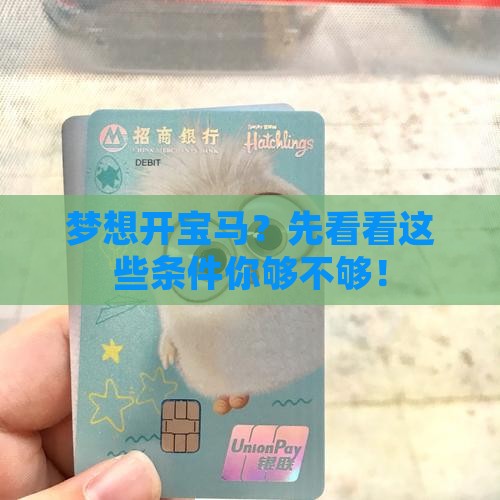 招商银行
CHINA MERCHANTS BANK
DEBIT
Hatchlings
梦想开宝马？先看看这
些条件你够不够！
UnionPay
银联